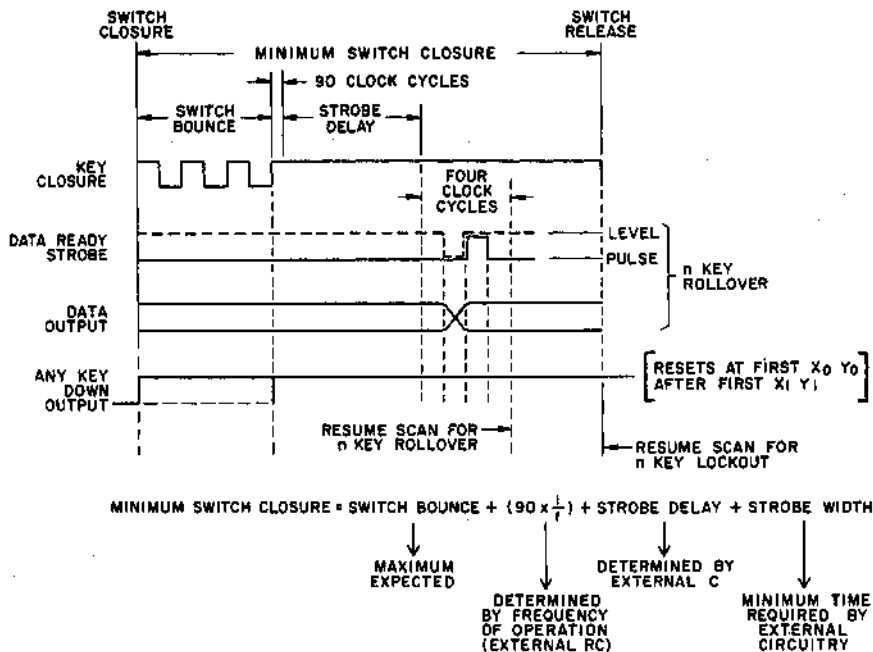 SWITCH CLOSURE
SWITCH RELEASE
MINIMUM SWITCH CLOSURE
90 CLOCK CYCLES
SWITCH BOUNCE
STROBE DELAY
KEY CLOSURE
FOUR CLOCK CYCLES
DATA READY STROBE
LEVEL
PULSE
n KEY ROLLOVER
DATA OUTPUT
ANY KEY DOWN OUTPUT
[RESETS AT FIRST X0 Y0
AFTER FIRST X1 Y1]
RESUME SCAN FOR n KEY ROLLOVER
RESUME SCAN FOR n KEY LOCKOUT
MINIMUM SWITCH CLOSURE = SWITCH BOUNCE + (90 x 1/f) + STROBE DELAY + STROBE WIDTH
MAXIMUM EXPECTED
DETERMINED BY FREQUENCY OF OPERATION (EXTERNAL RC)
DETERMINED BY EXTERNAL C
MINIMUM TIME REQUIRED BY EXTERNAL CIRCUITRY